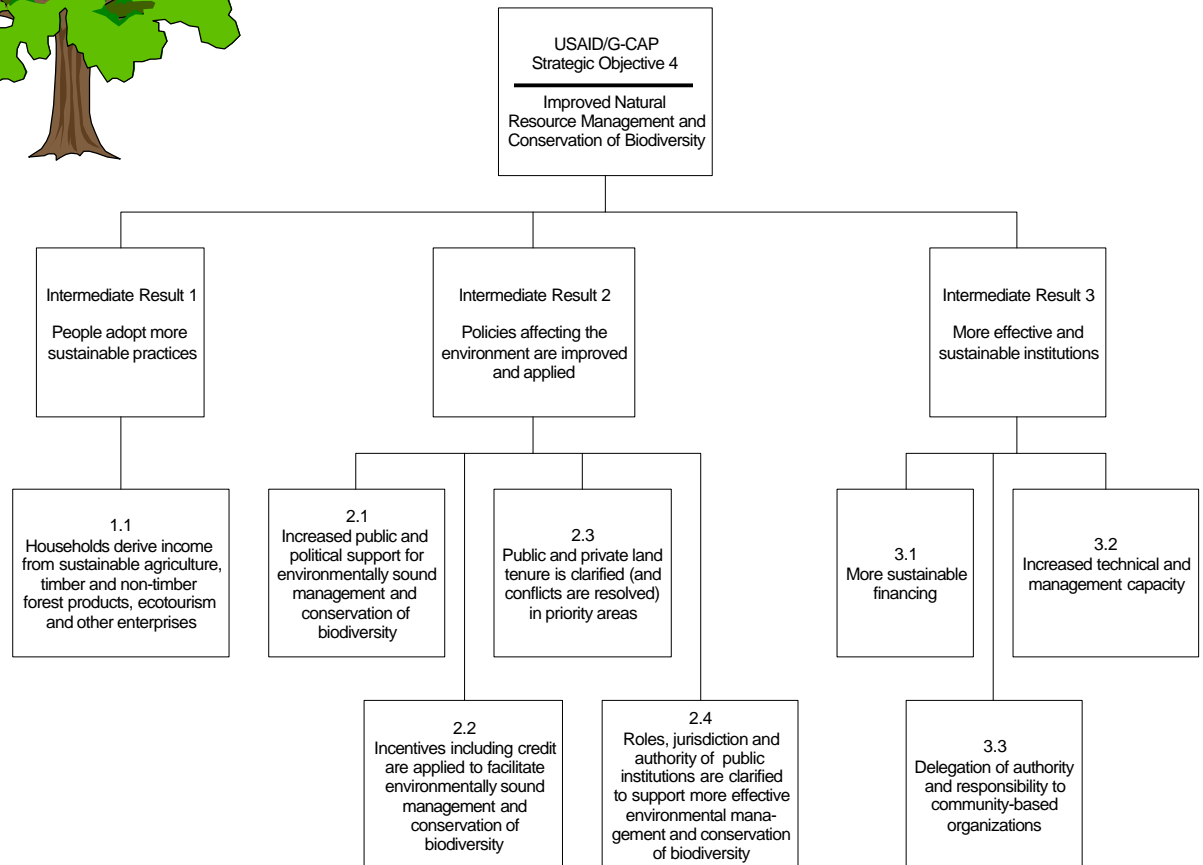 USAID/G-CAP
Strategic Objective 4
Improved Natural
Resource Management and
Conservation of Biodiversity
Intermediate Result 1
People adopt more
sustainable practices
Intermediate Result 2
Policies affecting the
environment are improved
and applied
Intermediate Result 3
More effective and
sustainable institutions
1.1
Households derive income
from sustainable agriculture,
timber and non-timber
forest products, ecotourism
and other enterprises
2.1
Increased public and
political support for
environmentally sound
management and
conservation of
biodiversity
2.3
Public and private land
tenure is clarified (and
conflicts are resolved)
in priority areas
3.1
More sustainable
financing
3.2
Increased technical and
management capacity
2.2
Incentives including credit
are applied to facilitate
environmentally sound
management and
conservation of
biodiversity
2.4
Roles, jurisdiction and
authority of  public
institutions are clarified
to support more effective
environmental mana-
gement and conservation
of biodiversity
3.3
Delegation of authority
and responsibility to
community-based
organizations